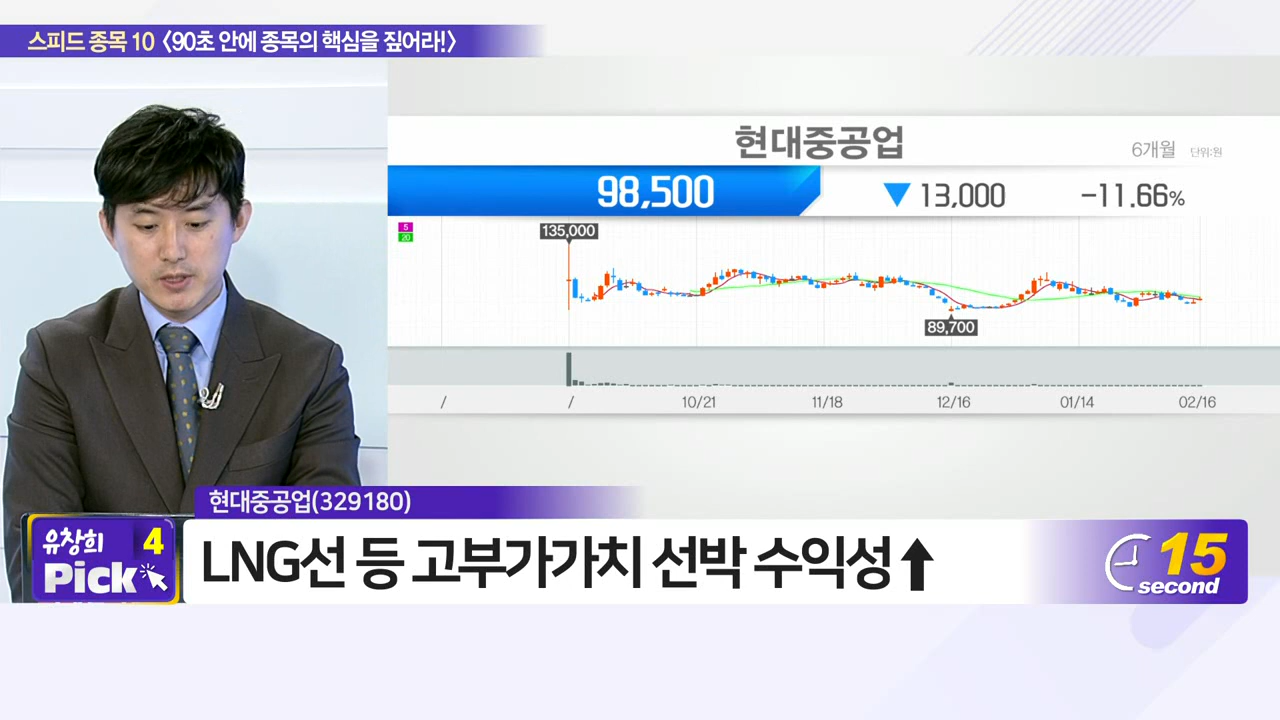 스피드 종목 10 〈90초 안에 종목의 핵심을 짚어라!〉
현대중공업
6개월 단위:원
98,500 ▼ 13,000 -11.66%
5
20
135,000
89,700
/ / 10/21 11/18 12/16 01/14 02/16
현대중공업(329180)
유창희 4
Pick
LNG선 등 고부가가치 선박 수익성↑
15
second